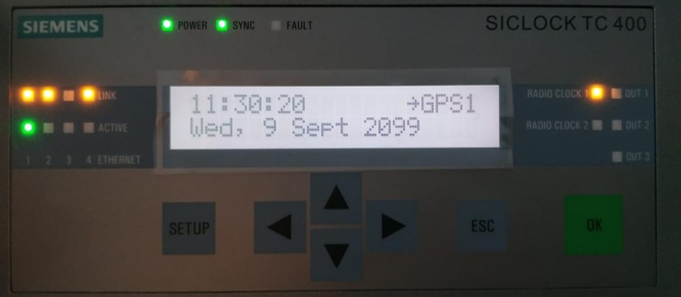 SIEMENS
POWER SYNC FAULT
SICLOCK TC 400
LINK
ACTIVE
1 2 3 4 ETHERNET
11:30:20 →GPS1
Wed, 9 Sept 2099
RADIO CLOCK 1 OUT 1
RADIO CLOCK 2 OUT 2
OUT 3
SETUP
ESC
OK